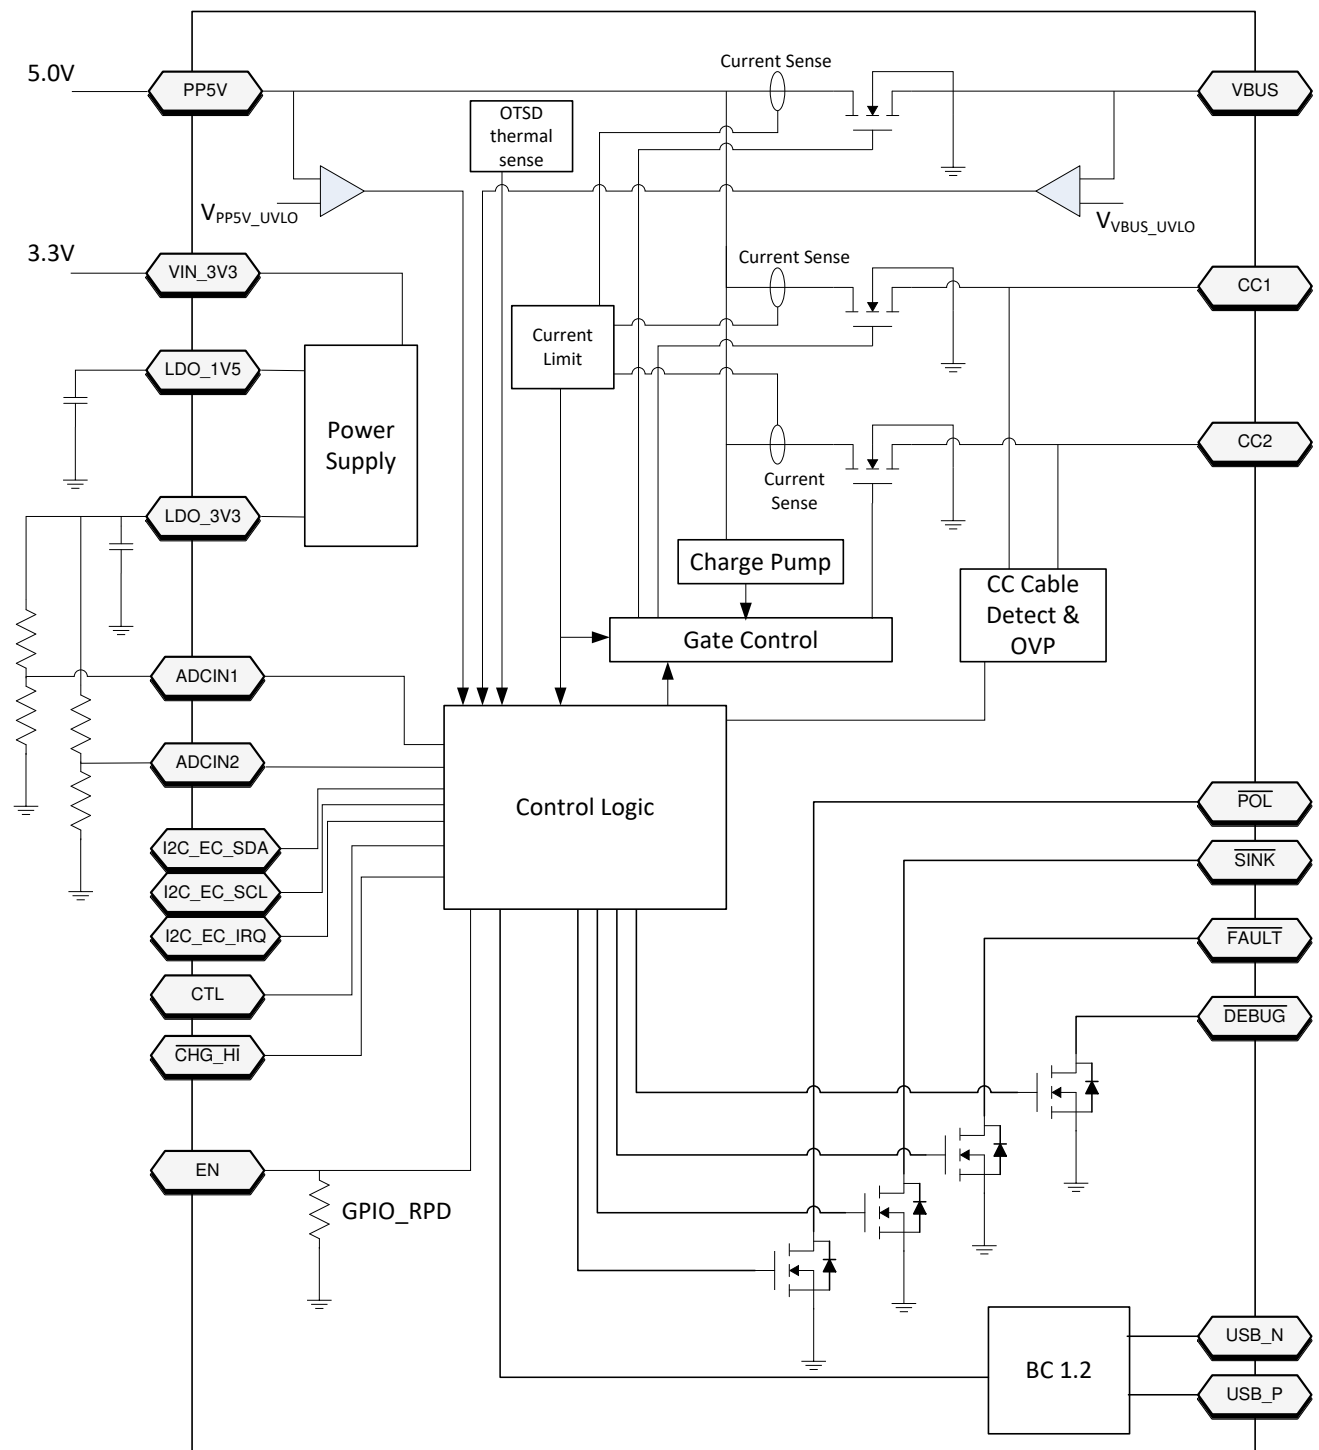 Current Sense
5.0V
PP5V
VBUS
OTSD
thermal
sense
VPP5V_UVLO
VVBUS_UVLO
3.3V
VIN_3V3
Current Sense
CC1
Current
Limit
LDO_1V5
Power
Supply
CC2
Current
Sense
LDO_3V3
Charge Pump
CC Cable
Detect &
OVP
Gate Control
ADCIN1
ADCIN2
Control Logic
POL
I2C_EC_SDA
SINK
I2C_EC_SCL
I2C_EC_IRQ
FAULT
CTL
DEBUG
CHG_HI
EN
GPIO_RPD
USB_N
BC 1.2
USB_P